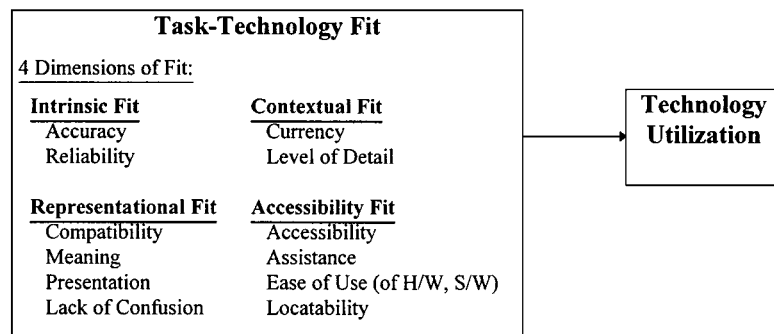 Task-Technology Fit
4 Dimensions of Fit:
Intrinsic Fit
Accuracy
Reliability
Contextual Fit
Currency
Level of Detail
Representational Fit
Compatibility
Meaning
Presentation
Lack of Confusion
Accessibility Fit
Accessibility
Assistance
Ease of Use (of H/W, S/W)
Locatability
Technology
Utilization